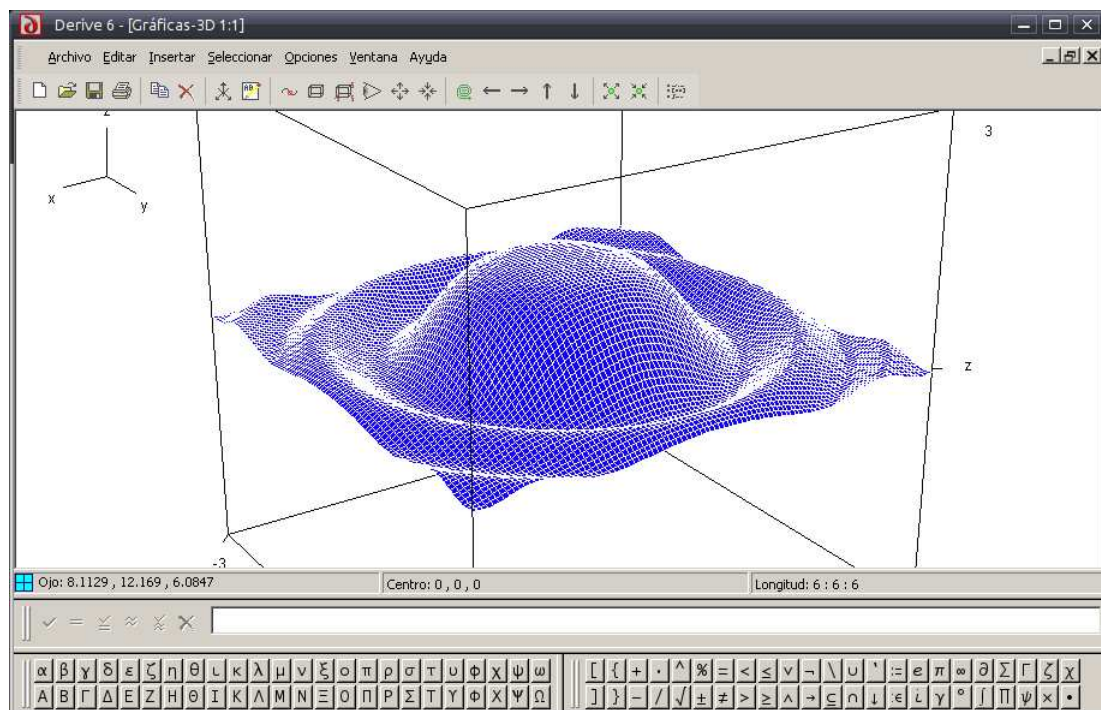 Derive 6 - [Gráficas-3D 1:1]
Archivo Editar Insertar Seleccionar Opciones Ventana Ayuda
z
3
x
y
z
-3
Ojo: 8.1129 , 12.169 , 6.0847 Centro: 0 , 0 , 0 Longitud: 6 : 6 : 6
✓ = ≚ ≈ ×
α β γ δ ε ζ η θ ι κ λ μ ν ξ ο π ρ σ τ υ φ χ ψ ω [ { + · ^ % = < ≤ ∨ ¬ \ ∪ ` := e π ∞ ∂ ∑ Γ ζ χ
Α Β Γ Δ Ε Ζ Η Θ Ι Κ Λ Μ Ν Ξ Ο Π Ρ Σ Τ Υ Φ Χ Ψ Ω ] } − / √ ± ≠ > ≥ ∧ → ⊆ ∩ ↓ :∈ i γ ° ∫ ∏ ψ × •